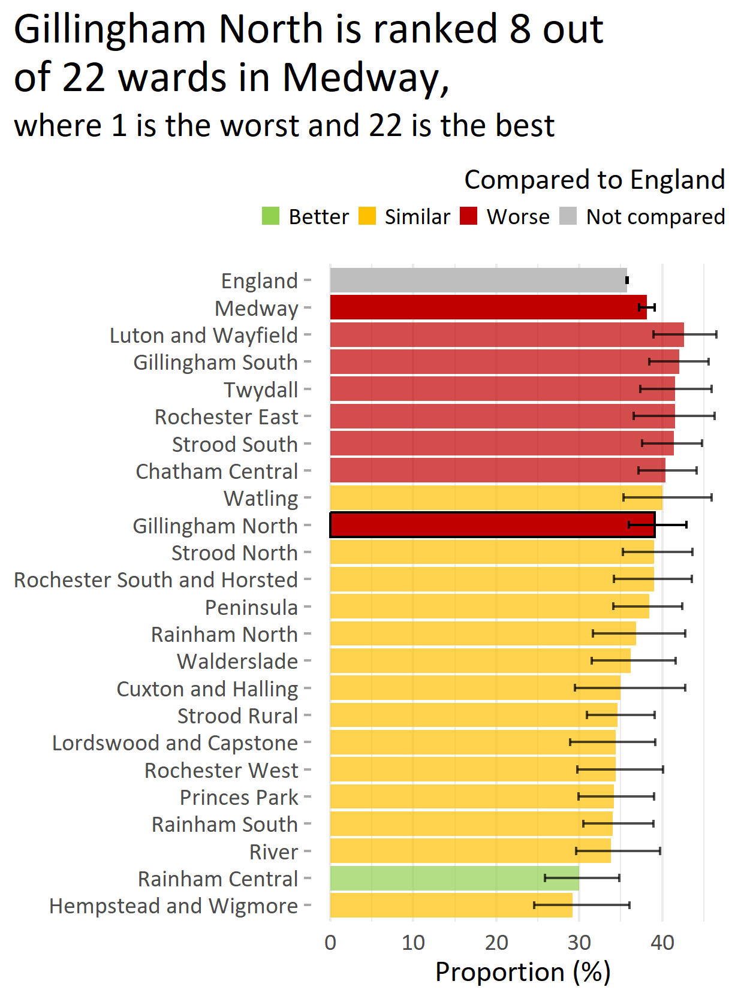 Gillingham North is ranked 8 out
of 22 wards in Medway,
where 1 is the worst and 22 is the best
Compared to England
Better Similar Worse Not compared
England
Medway
Luton and Wayfield
Gillingham South
Twydall
Rochester East
Strood South
Chatham Central
Watling
Gillingham North
Strood North
Rochester South and Horsted
Peninsula
Rainham North
Walderslade
Cuxton and Halling
Strood Rural
Lordswood and Capstone
Rochester West
Princes Park
Rainham South
River
Rainham Central
Hempstead and Wigmore
0 10 20 30 40
Proportion (%)